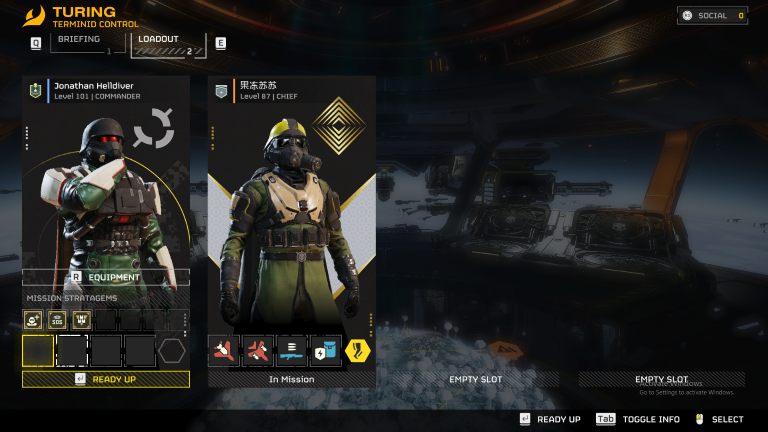 TURING
TERMINID CONTROL
SOCIAL 0
Q
BRIEFING
1
LOADOUT
2
E
Jonathan Helldiver
Level 101 | COMMANDER
果冻苏苏
Level 87 | CHIEF
R EQUIPMENT
MISSION STRATAGEMS
SOS
READY UP
In Mission
EMPTY SLOT
EMPTY SLOT
Activate Windows
Go to Settings to activate Windows.
READY UP
Tab TOGGLE INFO
SELECT